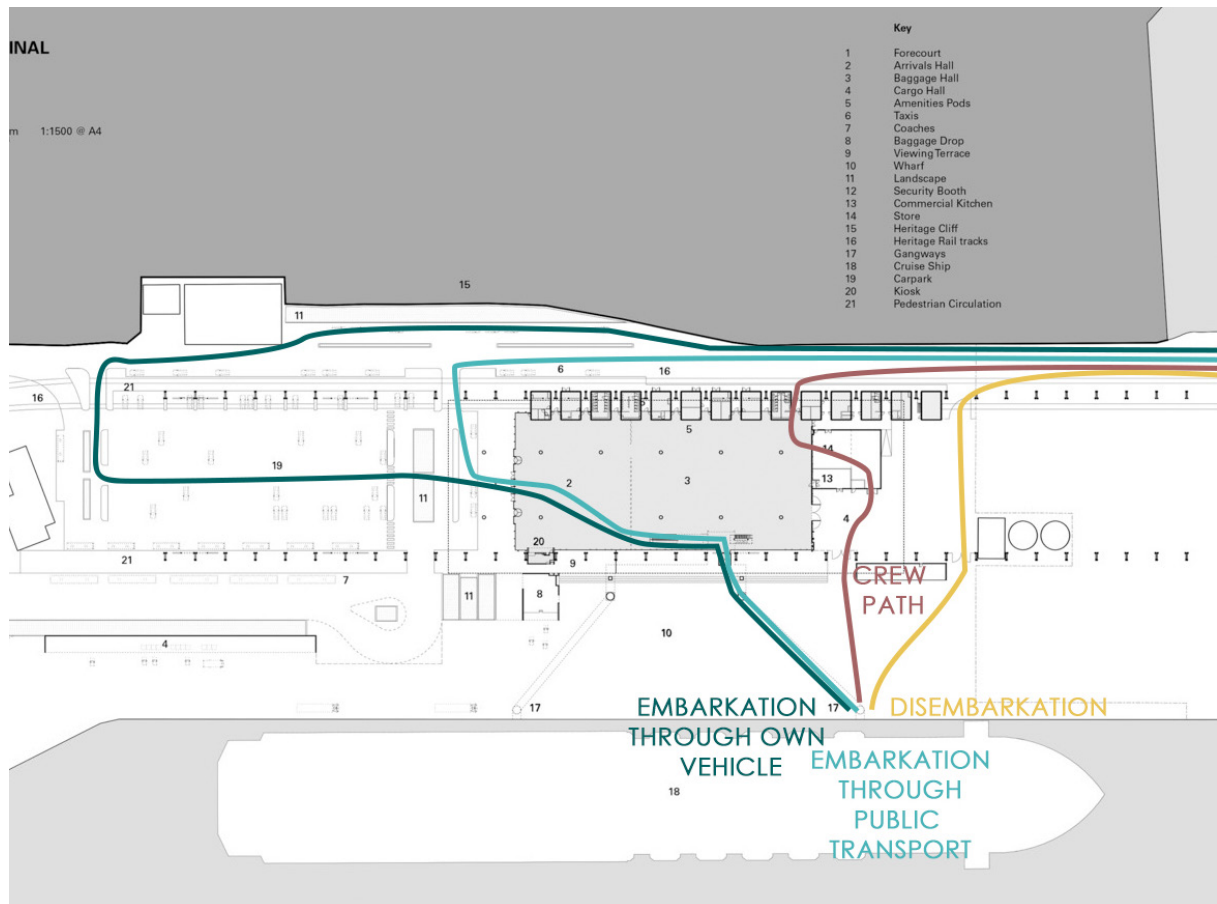 INAL
m 1:1500 @ A4
Key
1 Forecourt
2 Arrivals Hall
3 Baggage Hall
4 Cargo Hall
5 Amenities Pods
6 Taxis
7 Coaches
8 Baggage Drop
9 Viewing Terrace
10 Wharf
11 Landscape
12 Security Booth
13 Commercial Kitchen
14 Store
15 Heritage Cliff
16 Heritage Rail tracks
17 Gangways
18 Cruise Ship
19 Carpark
20 Kiosk
21 Pedestrian Circulation
15
11
6
16
21
16
5
14
19
2
3
13
11
4
20
21
9
7
CREW
PATH
11
8
10
4
17
17
EMBARKATION
THROUGH OWN
VEHICLE
DISEMBARKATION
EMBARKATION
THROUGH
PUBLIC
TRANSPORT
18